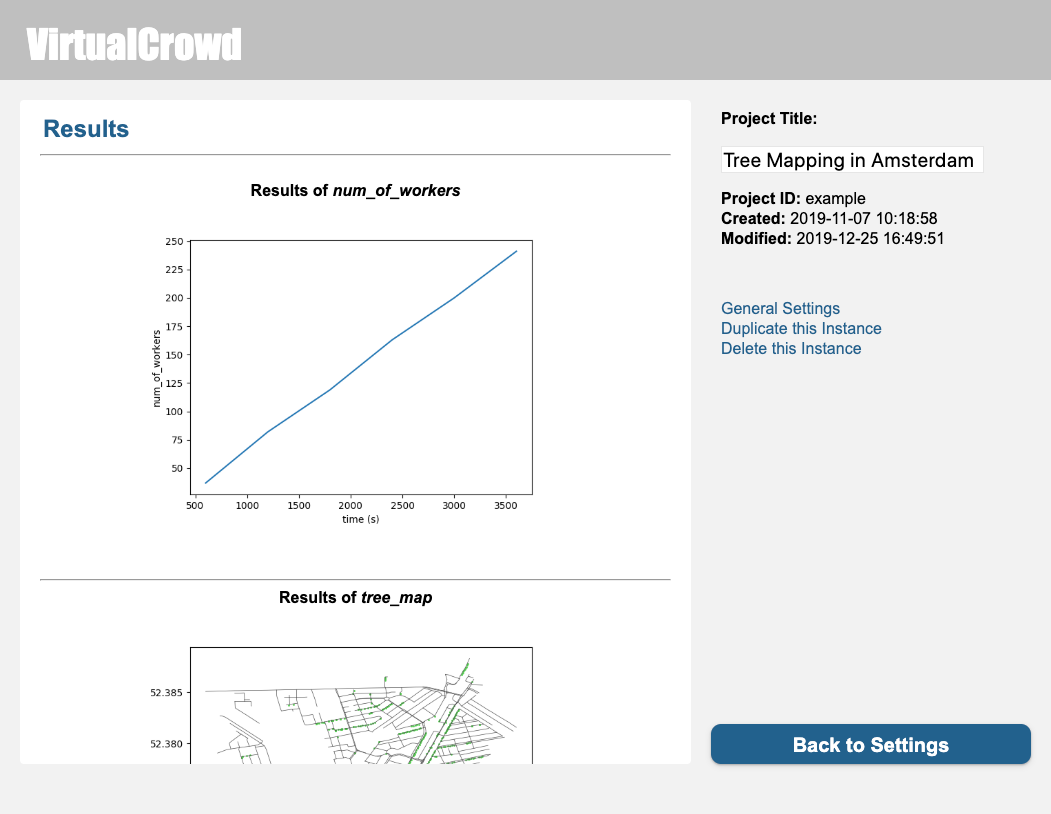 VirtualCrowd
Results
Results of num_of_workers
250
225
200
175
150
125
100
75
50
num_of_workers
500 1000 1500 2000 2500 3000 3500
time (s)
Results of tree_map
52.385
52.380
Project Title:
Tree Mapping in Amsterdam
Project ID: example
Created: 2019-11-07 10:18:58
Modified: 2019-12-25 16:49:51
General Settings
Duplicate this Instance
Delete this Instance
Back to Settings